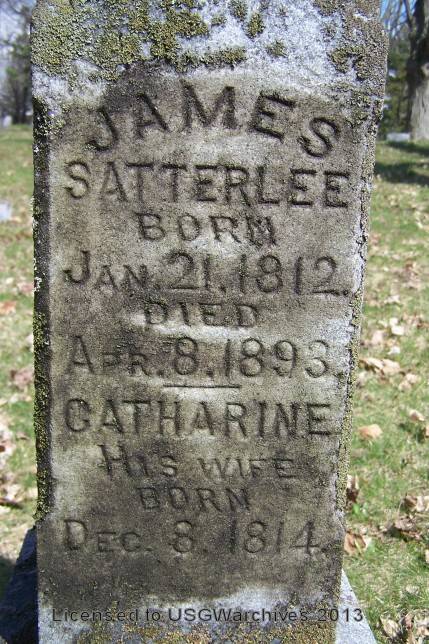 JAMES
SATTERLEE
BORN
JAN. 21, 1812.
DIED
APR. 8, 1893.
CATHARINE
HIS WIFE
BORN
DEC. 8, 1814.
Licensed to USGWarchives 2013